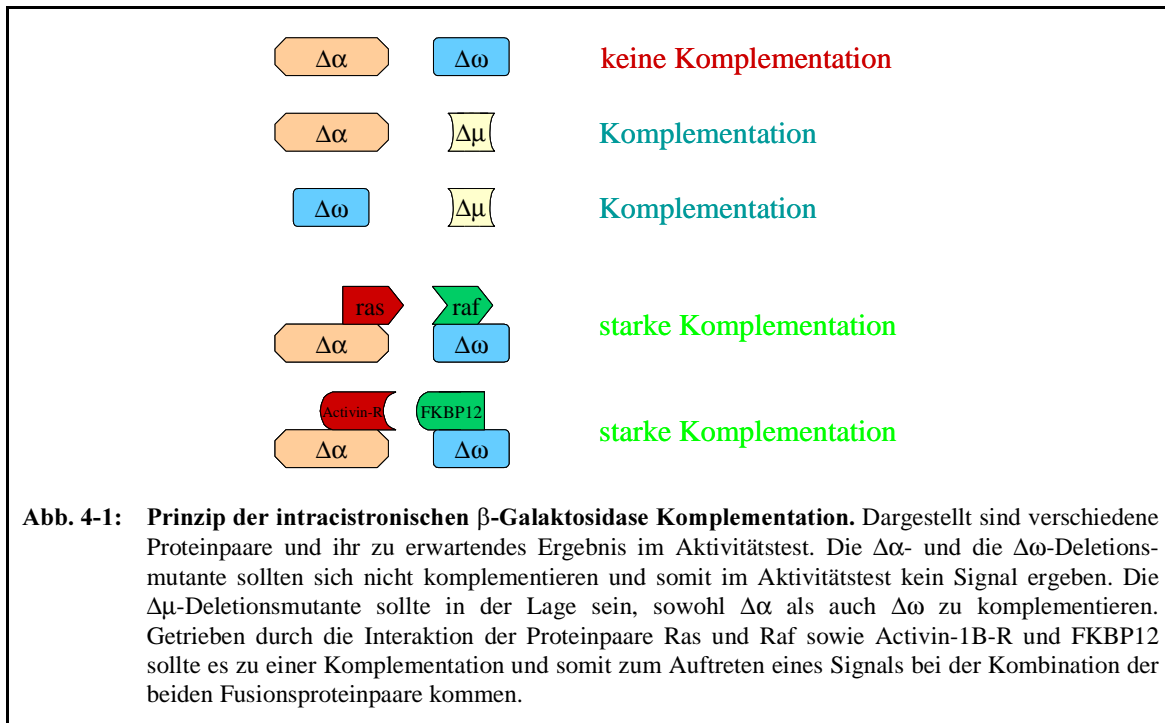 Δα Δω keine Komplementation
Δα Δμ Komplementation
Δω Δμ Komplementation
ras raf
Δα Δω starke Komplementation
Activin-R FKBP12
Δα Δω starke Komplementation
Abb. 4-1: Prinzip der intracistronischen β-Galaktosidase Komplementation. Dargestellt sind verschiedene
Proteinpaare und ihr zu erwartendes Ergebnis im Aktivitätstest. Die Δα- und die Δω-Deletions-
mutante sollten sich nicht komplementieren und somit im Aktivitätstest kein Signal ergeben. Die
Δμ-Deletionsmutante sollte in der Lage sein, sowohl Δα als auch Δω zu komplementieren.
Getrieben durch die Interaktion der Proteinpaare Ras und Raf sowie Activin-1B-R und FKBP12
sollte es zu einer Komplementation und somit zum Auftreten eines Signals bei der Kombination der
beiden Fusionsproteinpaare kommen.